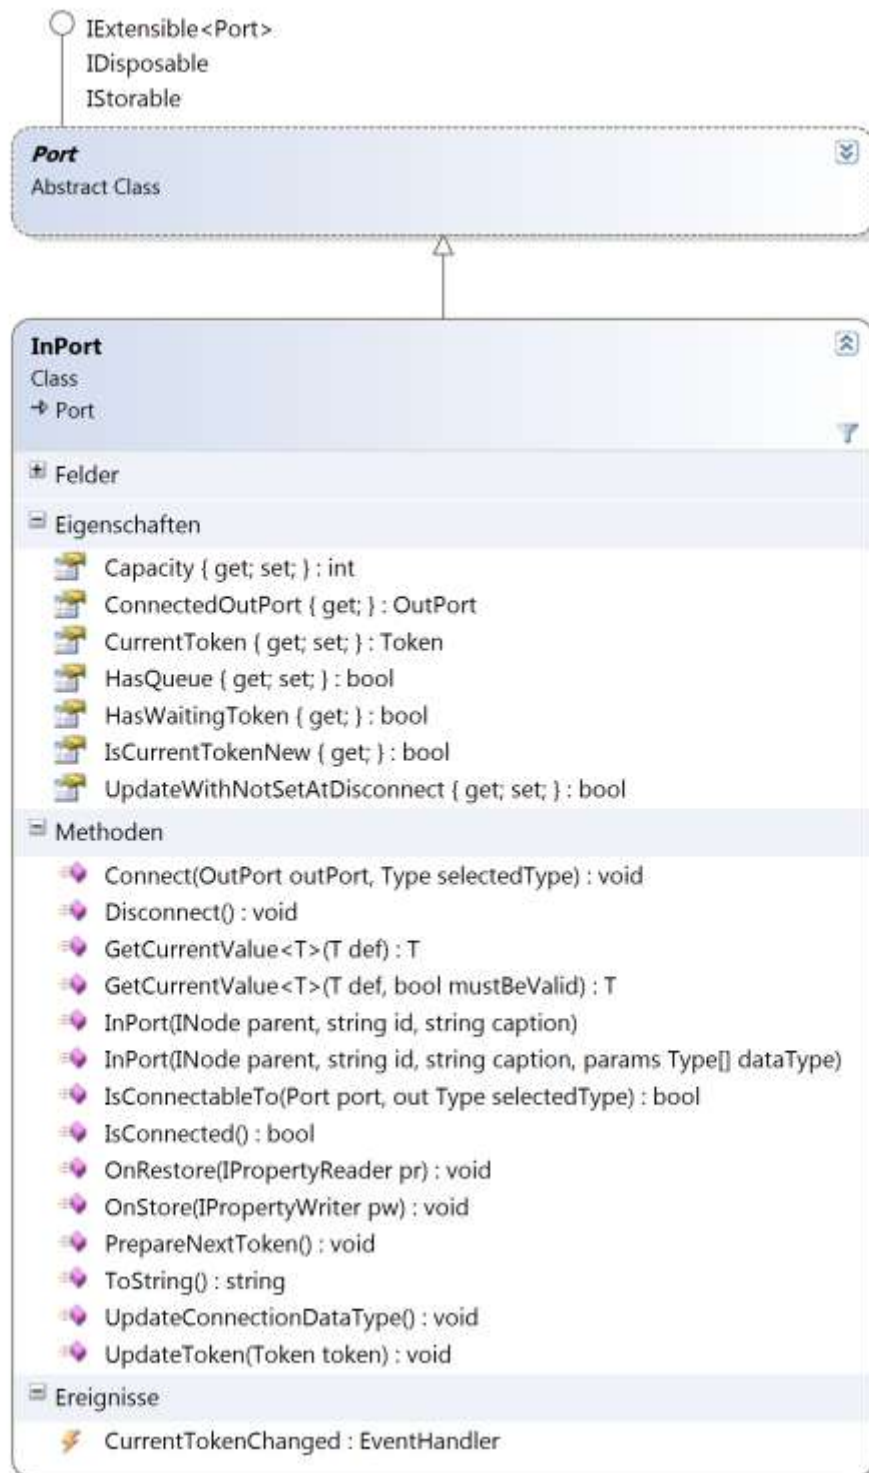 IExtensible<Port>
IDisposable
IStorable
Port
Abstract Class
InPort
Class
Port
Felder
Eigenschaften
Capacity { get; set; } : int
ConnectedOutPort { get; } : OutPort
CurrentToken { get; set; } : Token
HasQueue { get; set; } : bool
HasWaitingToken { get; } : bool
IsCurrentTokenNew { get; } : bool
UpdateWithNotSetAtDisconnect { get; set; } : bool
Methoden
Connect(OutPort outPort, Type selectedType) : void
Disconnect() : void
GetCurrentValue<T>(T def) : T
GetCurrentValue<T>(T def, bool mustBeValid) : T
InPort(INode parent, string id, string caption)
InPort(INode parent, string id, string caption, params Type[] dataType)
IsConnectableTo(Port port, out Type selectedType) : bool
IsConnected() : bool
OnRestore(IPropertyReader pr) : void
OnStore(IPropertyWriter pw) : void
PrepareNextToken() : void
ToString() : string
UpdateConnectionDataType() : void
UpdateToken(Token token) : void
Ereignisse
CurrentTokenChanged : EventHandler